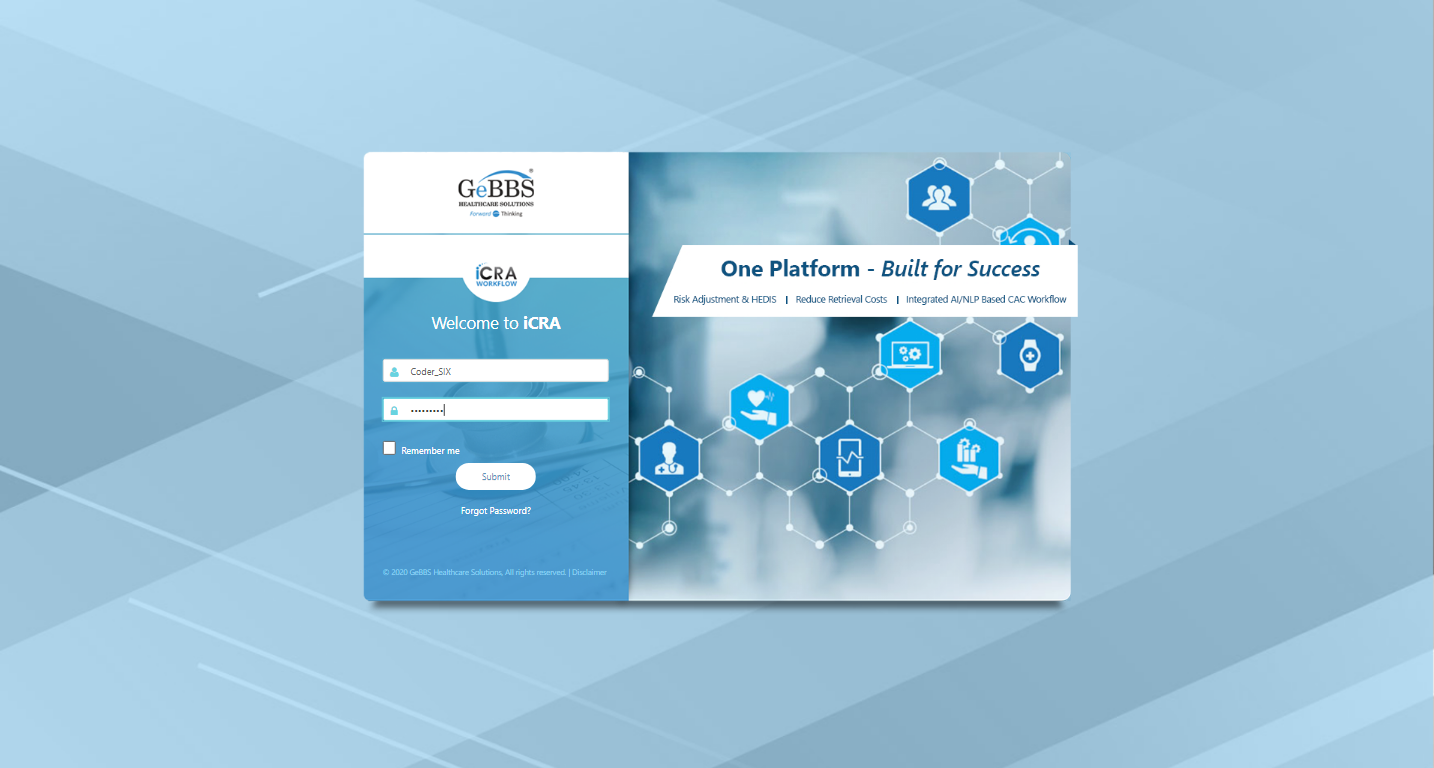 GeBBS®
HEALTHCARE SOLUTIONS
Forward Thinking
iCRA
WORKFLOW
Welcome to iCRA
Coder_SIX
•••••••••
Remember me
Submit
Forgot Password?
© 2020 GeBBS Healthcare Solutions, All rights reserved. | Disclaimer
One Platform - Built for Success
Risk Adjustment & HEDIS | Reduce Retrieval Costs | Integrated AI/NLP Based CAC Workflow